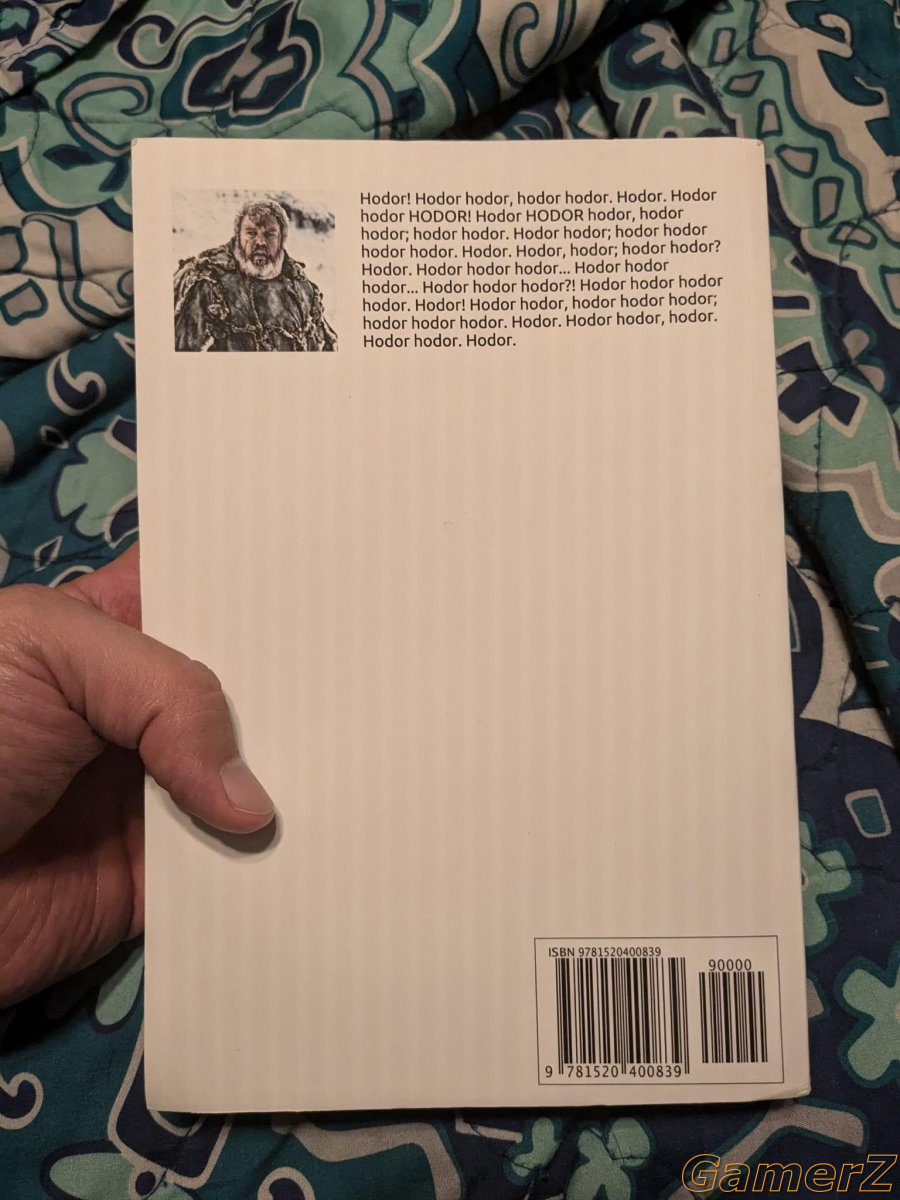 Hodor! Hodor hodor, hodor hodor. Hodor. Hodor
hodor HODOR! Hodor HODOR hodor, hodor
hodor; hodor hodor. Hodor hodor; hodor hodor
hodor hodor. Hodor. Hodor, hodor; hodor hodor?
Hodor. Hodor hodor hodor... Hodor hodor
hodor... Hodor hodor hodor?! Hodor hodor hodor
hodor. Hodor! Hodor hodor, hodor hodor hodor;
hodor hodor hodor. Hodor. Hodor hodor, hodor.
Hodor hodor. Hodor.
ISBN 9781520400839
90000
9 781520 400839
GamerZ